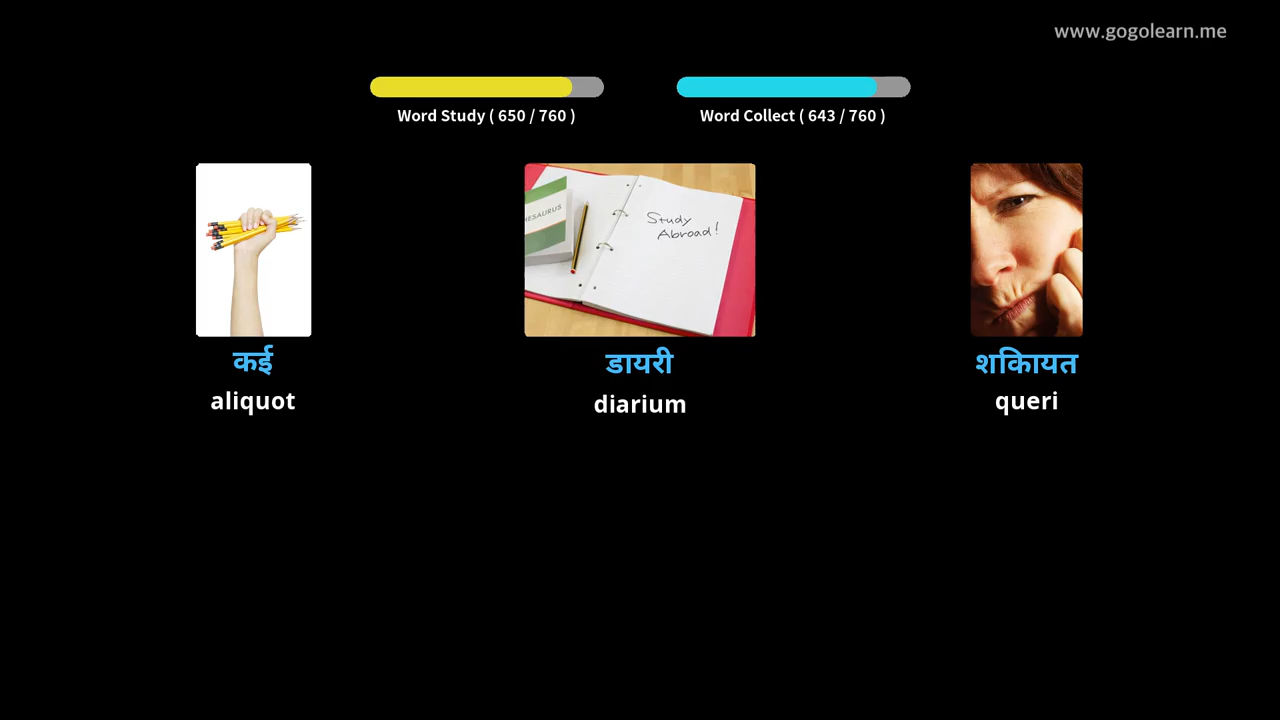 www.gogolearn.me
Word Study ( 650 / 760 )
Word Collect ( 643 / 760 )
HESAURUS
Study
Abroad!
कई
डायरी
शकिायत
aliquot
diarium
queri